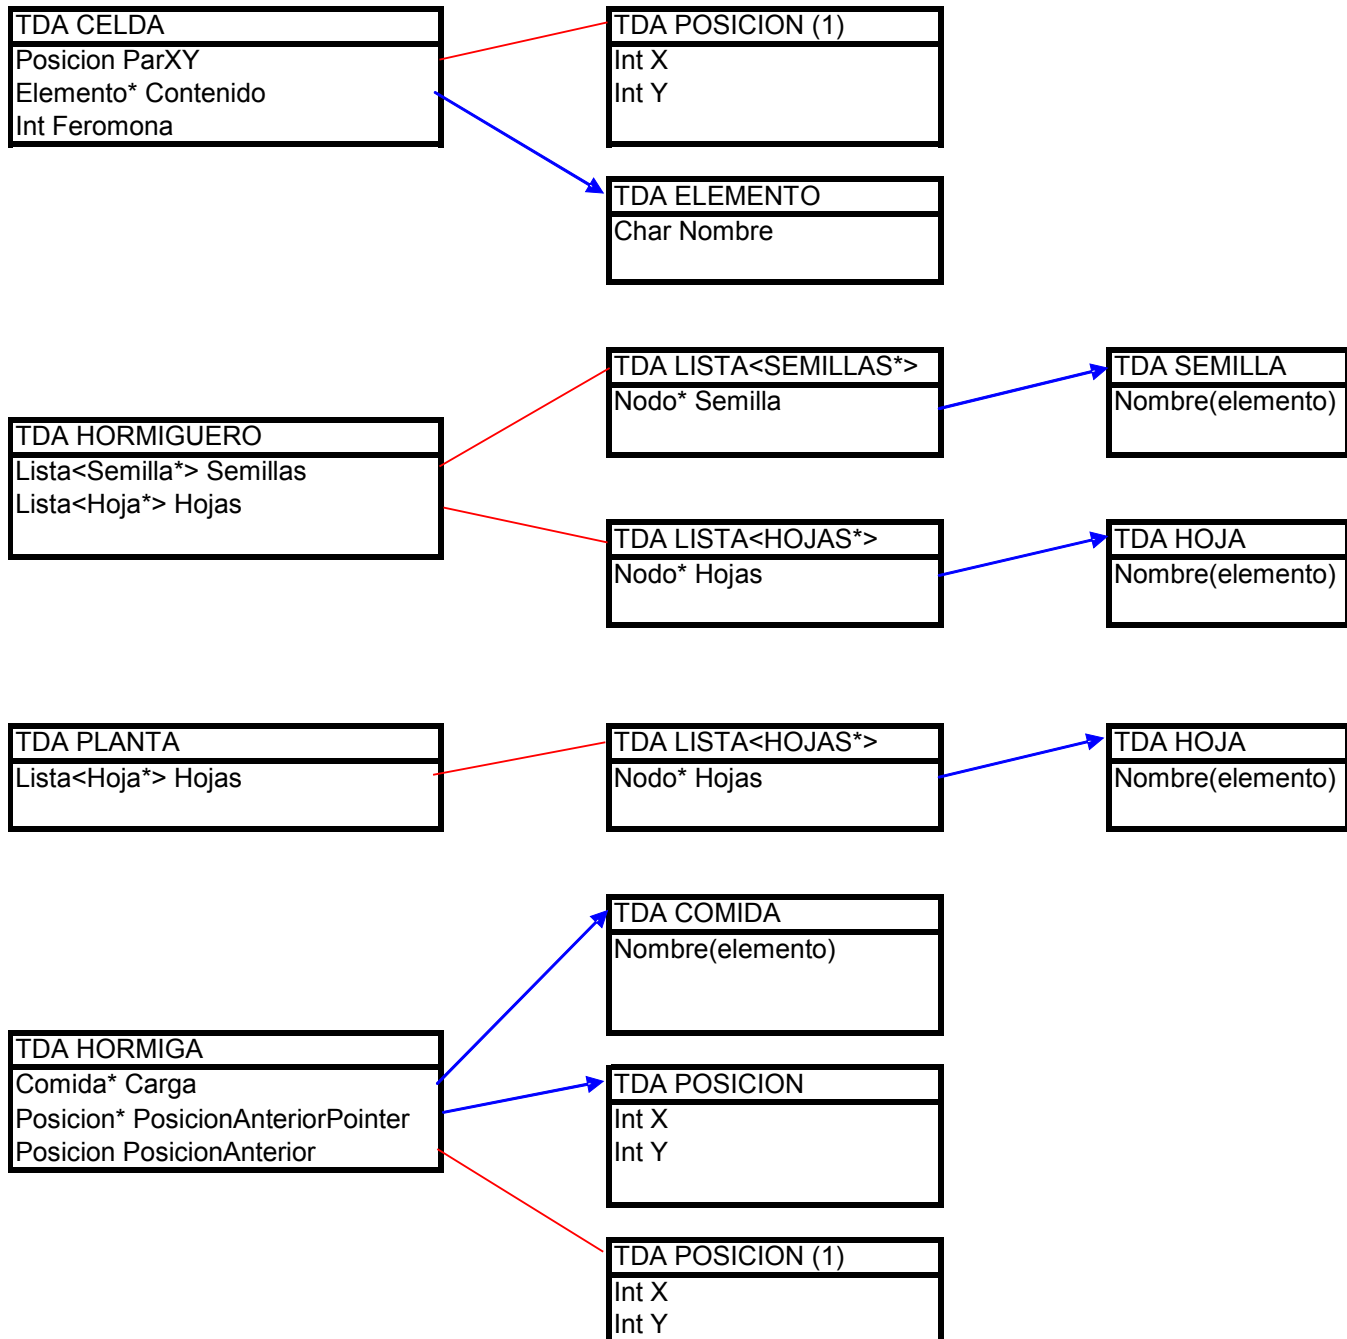 TDA CELDA
Posicion ParXY
Elemento* Contenido
Int Feromona
TDA POSICION (1)
Int X
Int Y
TDA ELEMENTO
Char Nombre
TDA HORMIGUERO
Lista<Semilla*> Semillas
Lista<Hoja*> Hojas
TDA LISTA<SEMILLAS*>
Nodo* Semilla
TDA SEMILLA
Nombre(elemento)
TDA LISTA<HOJAS*>
Nodo* Hojas
TDA HOJA
Nombre(elemento)
TDA PLANTA
Lista<Hoja*> Hojas
TDA LISTA<HOJAS*>
Nodo* Hojas
TDA HOJA
Nombre(elemento)
TDA HORMIGA
Comida* Carga
Posicion* PosicionAnteriorPointer
Posicion PosicionAnterior
TDA COMIDA
Nombre(elemento)
TDA POSICION
Int X
Int Y
TDA POSICION (1)
Int X
Int Y